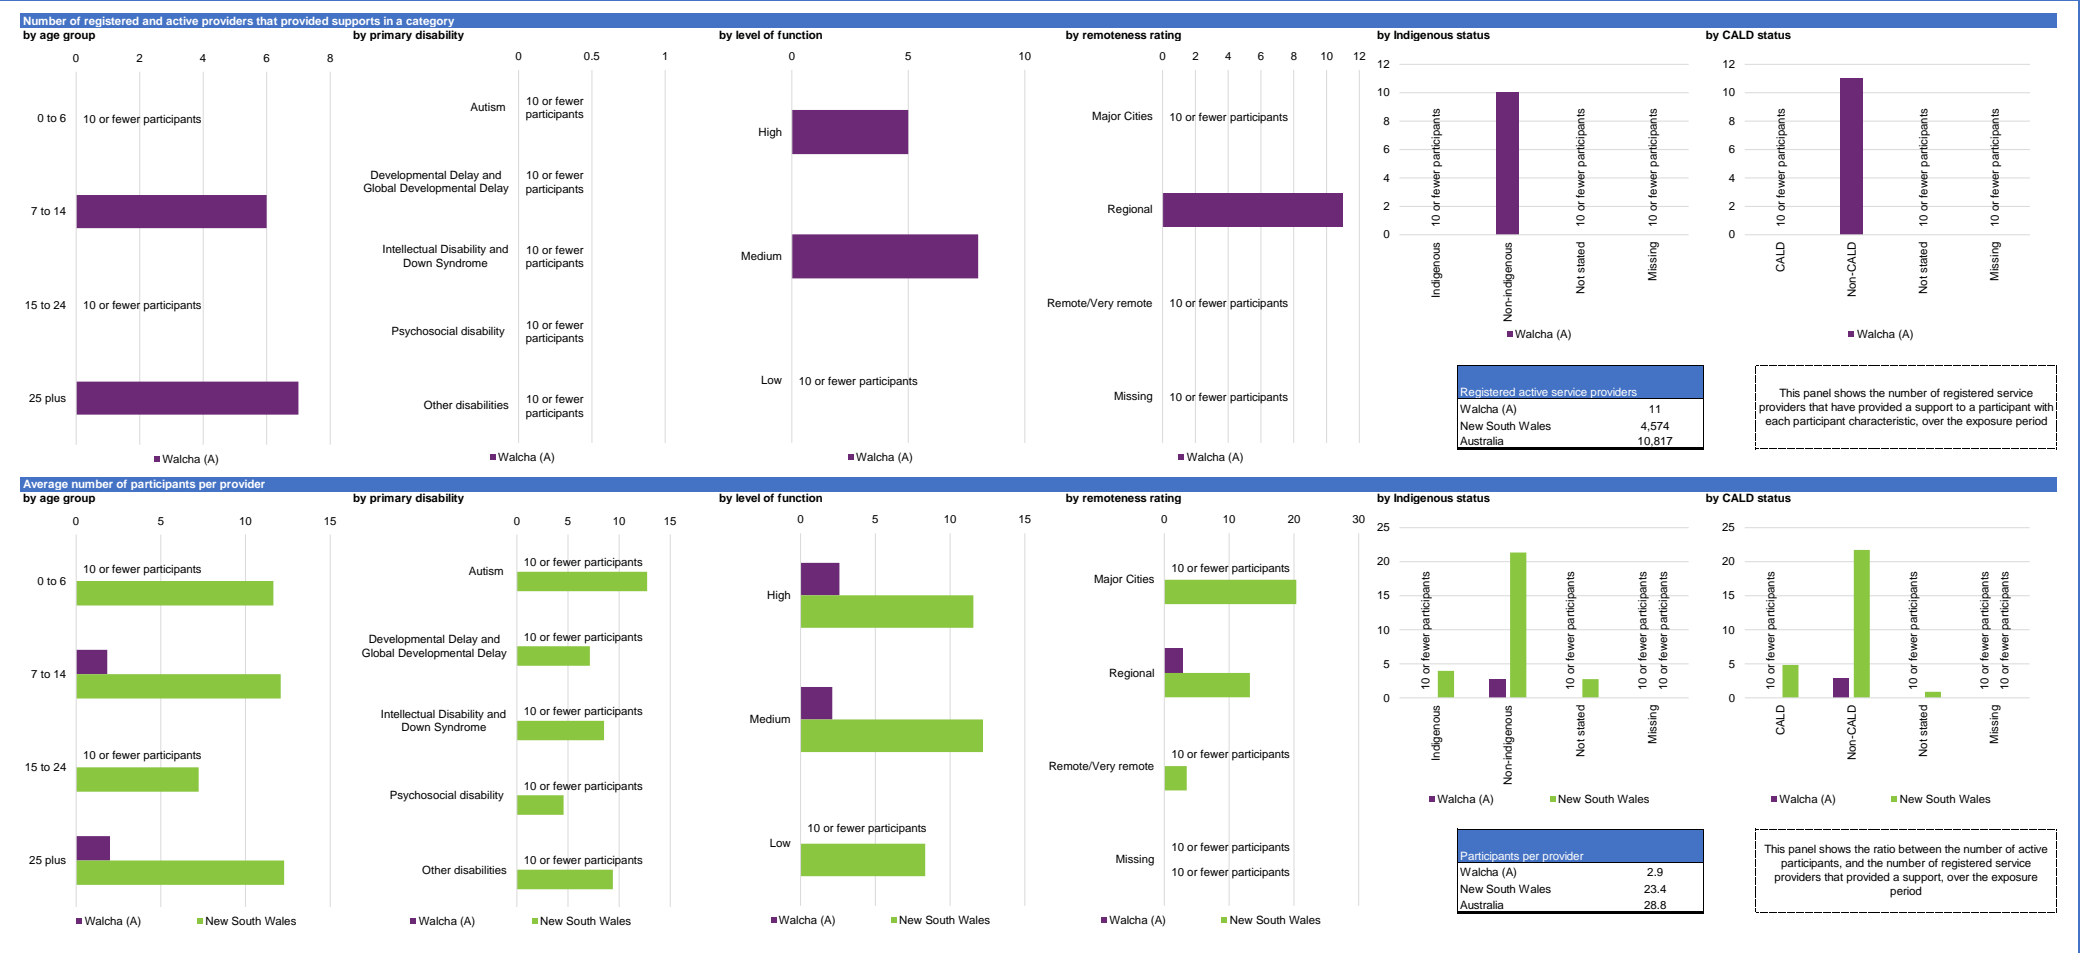 Number of registered and active providers that provided supports in a category
by age group
0 2 4 6 8
0 to 6 10 or fewer participants
7 to 14
15 to 24 10 or fewer participants
25 plus
Walcha (A)
by primary disability
0 0.5 1
Autism
10 or fewer
participants
Developmental Delay and
Global Developmental Delay
10 or fewer
participants
Intellectual Disability and
Down Syndrome
10 or fewer
participants
Psychosocial disability
10 or fewer
participants
Other disabilities
10 or fewer
participants
Walcha (A)
by level of function
0 5 10
High
Medium
Low 10 or fewer participants
Walcha (A)
by remoteness rating
0 2 4 6 8 10 12
Major Cities 10 or fewer participants
Regional
Remote/Very remote 10 or fewer participants
Missing 10 or fewer participants
Walcha (A)
by Indigenous status
12
10
8
6
4
2
0
10 or fewer participants
10 or fewer participants
10 or fewer participants
Indigenous
Non-indigenous
Not stated
Missing
Walcha (A)
by CALD status
12
10
8
6
4
2
0
10 or fewer participants
10 or fewer participants
10 or fewer participants
CALD
Non-CALD
Not stated
Missing
Walcha (A)
Registered active service providers
Walcha (A) 11
New South Wales 4,574
Australia 10,817
This panel shows the number of registered service
providers that have provided a support to a participant with
each participant characteristic, over the exposure period
Average number of participants per provider
by age group
0 5 10 15
0 to 6 10 or fewer participants
7 to 14
15 to 24 10 or fewer participants
25 plus
Walcha (A) New South Wales
by primary disability
0 5 10 15
Autism 10 or fewer participants
Developmental Delay and
Global Developmental Delay
10 or fewer participants
Intellectual Disability and
Down Syndrome
10 or fewer participants
Psychosocial disability 10 or fewer participants
Other disabilities 10 or fewer participants
Walcha (A) New South Wales
by level of function
0 5 10 15
High
Medium
Low 10 or fewer participants
Walcha (A) New South Wales
by remoteness rating
0 10 20 30
Major Cities 10 or fewer participants
Regional
Remote/Very remote 10 or fewer participants
Missing 10 or fewer participants
10 or fewer participants
Walcha (A) New South Wales
by Indigenous status
25
20
15
10
5
0
10 or fewer participants
10 or fewer participants
10 or fewer participants
10 or fewer participants
Indigenous
Non-indigenous
Not stated
Missing
Walcha (A) New South Wales
by CALD status
25
20
15
10
5
0
10 or fewer participants
10 or fewer participants
10 or fewer participants
10 or fewer participants
CALD
Non-CALD
Not stated
Missing
Walcha (A) New South Wales
Participants per provider
Walcha (A) 2.9
New South Wales 23.4
Australia 28.8
This panel shows the ratio between the number of active
participants, and the number of registered service
providers that provided a support, over the exposure
period